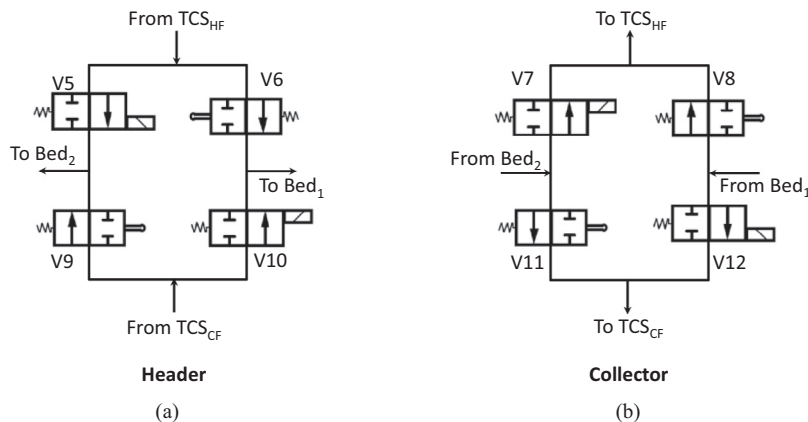 From TCS_HF
To TCS_HF
V5
V6
V7
V8
To Bed_2
To Bed_1
From Bed_2
From Bed_1
V9
V10
V11
V12
From TCS_CF
To TCS_CF
Header
Collector
(a)
(b)